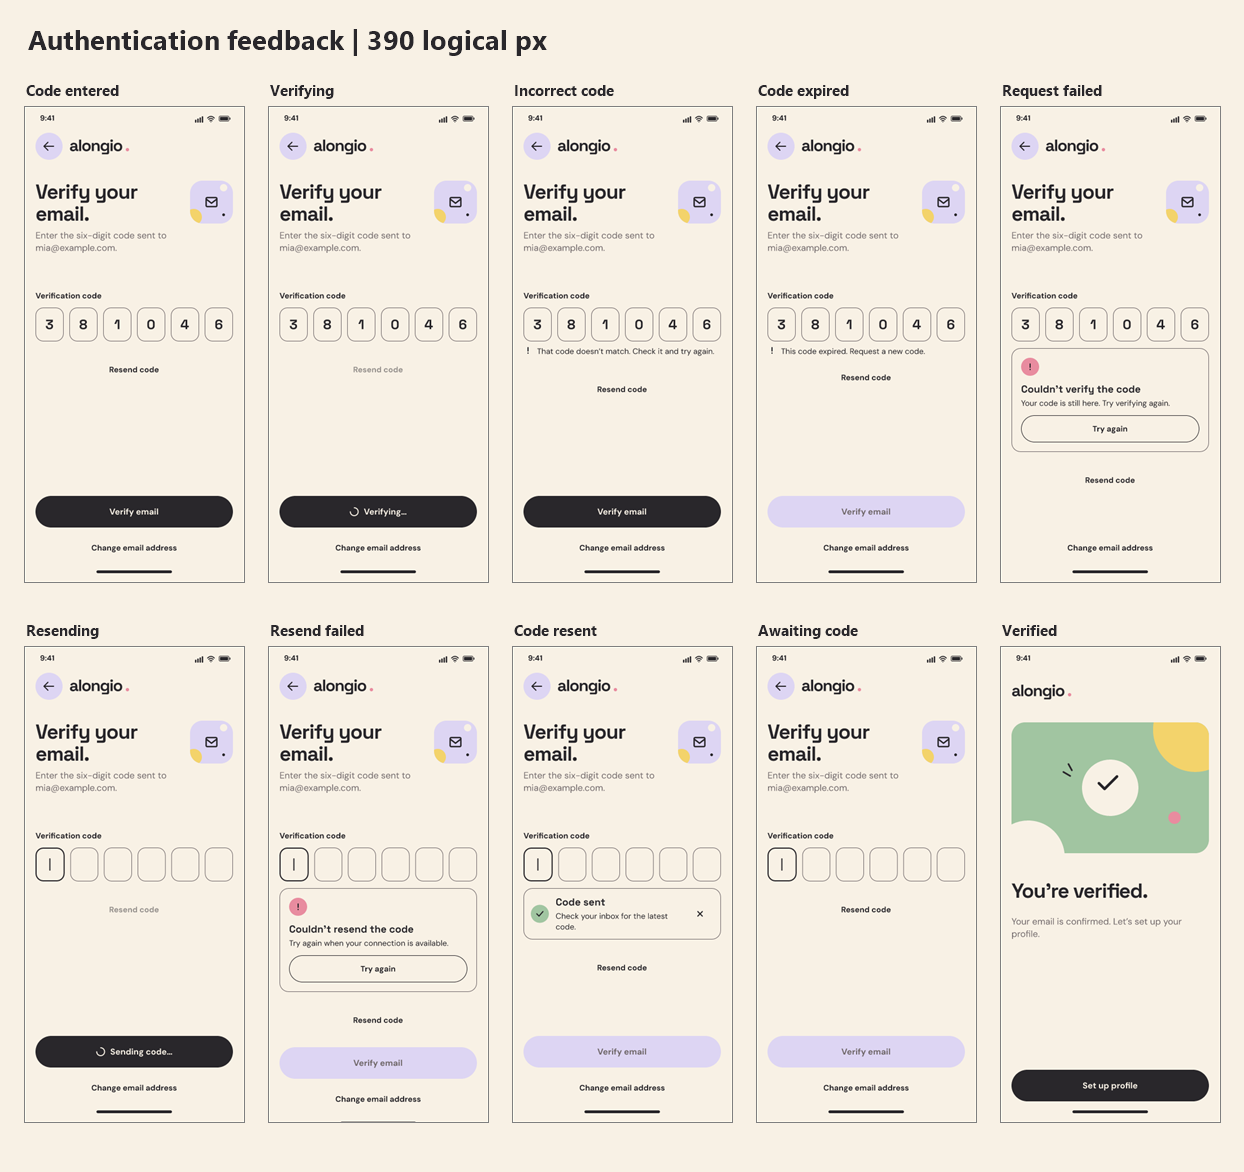 Authentication feedback | 390 logical px
Code entered
9:41
alongio.
Verify your
email.
Enter the six-digit code sent to
mia@example.com.
Verification code
3 8 1 0 4 6
Resend code
Verify email
Change email address
Verifying
9:41
alongio.
Verify your
email.
Enter the six-digit code sent to
mia@example.com.
Verification code
3 8 1 0 4 6
Resend code
Verifying...
Change email address
Incorrect code
9:41
alongio.
Verify your
email.
Enter the six-digit code sent to
mia@example.com.
Verification code
3 8 1 0 4 6
! That code doesn't match. Check it and try again.
Resend code
Verify email
Change email address
Code expired
9:41
alongio.
Verify your
email.
Enter the six-digit code sent to
mia@example.com.
Verification code
3 8 1 0 4 6
! This code expired. Request a new code.
Resend code
Verify email
Change email address
Request failed
9:41
alongio.
Verify your
email.
Enter the six-digit code sent to
mia@example.com.
Verification code
3 8 1 0 4 6
!
Couldn't verify the code
Your code is still here. Try verifying again.
Try again
Resend code
Change email address
Resending
9:41
alongio.
Verify your
email.
Enter the six-digit code sent to
mia@example.com.
Verification code
Resend code
Sending code...
Change email address
Resend failed
9:41
alongio.
Verify your
email.
Enter the six-digit code sent to
mia@example.com.
Verification code
!
Couldn't resend the code
Try again when your connection is available.
Try again
Resend code
Verify email
Change email address
Code resent
9:41
alongio.
Verify your
email.
Enter the six-digit code sent to
mia@example.com.
Verification code
Code sent
Check your inbox for the latest
code.
Resend code
Verify email
Change email address
Awaiting code
9:41
alongio.
Verify your
email.
Enter the six-digit code sent to
mia@example.com.
Verification code
Resend code
Verify email
Change email address
Verified
9:41
alongio.
You're verified.
Your email is confirmed. Let's set up your
profile.
Set up profile